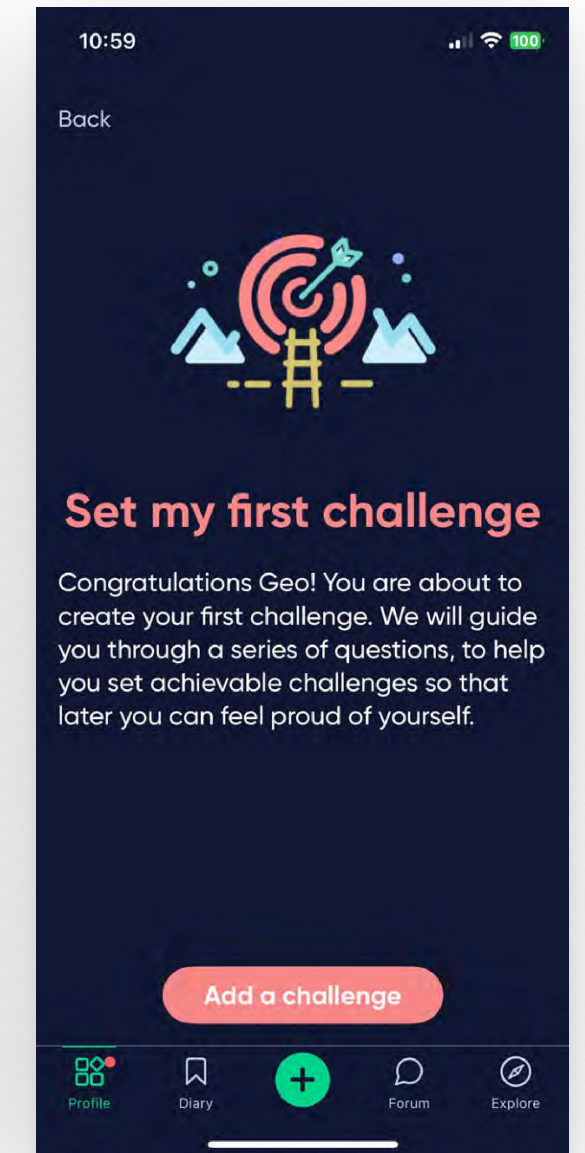 10:59
100
Back
Set my first challenge
Congratulations Geo! You are about to
create your first challenge. We will guide
you through a series of questions, to help
you set achievable challenges so that
later you can feel proud of yourself.
Add a challenge
Profile
Diary
Forum
Explore